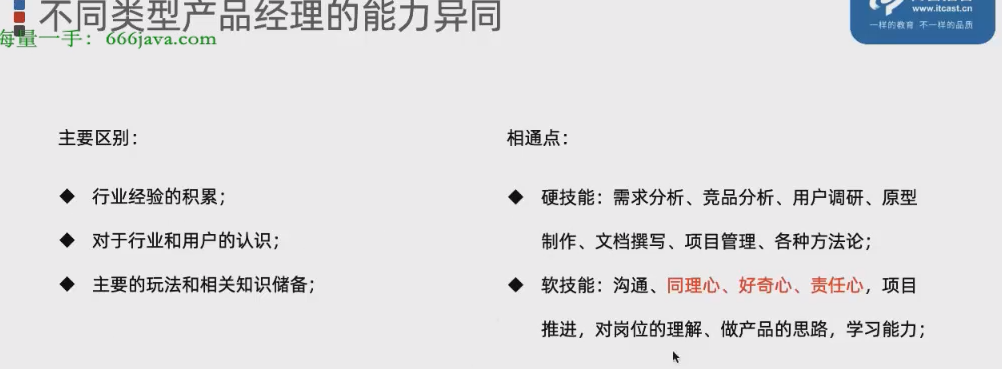 不同类型产品经理的能力异同
海量一手：666java.com
www.itcast.cn
一样的教育 不一样的品质
主要区别：
◆ 行业经验的积累；
◆ 对于行业和用户的认识；
◆ 主要的玩法和相关知识储备；
相通点：
◆ 硬技能：需求分析、竞品分析、用户调研、原型
制作、文档撰写、项目管理、各种方法论；
◆ 软技能：沟通、同理心、好奇心、责任心，项目
推进，对岗位的理解、做产品的思路，学习能力；